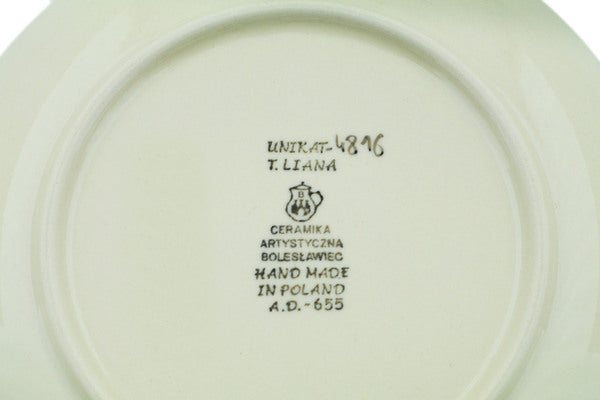 UNIKAT-4816
T. LIANA
B
CERAMIKA
ARTYSTYCZNA
BOLESŁAWIEC
HAND MADE
IN POLAND
A.D.-655